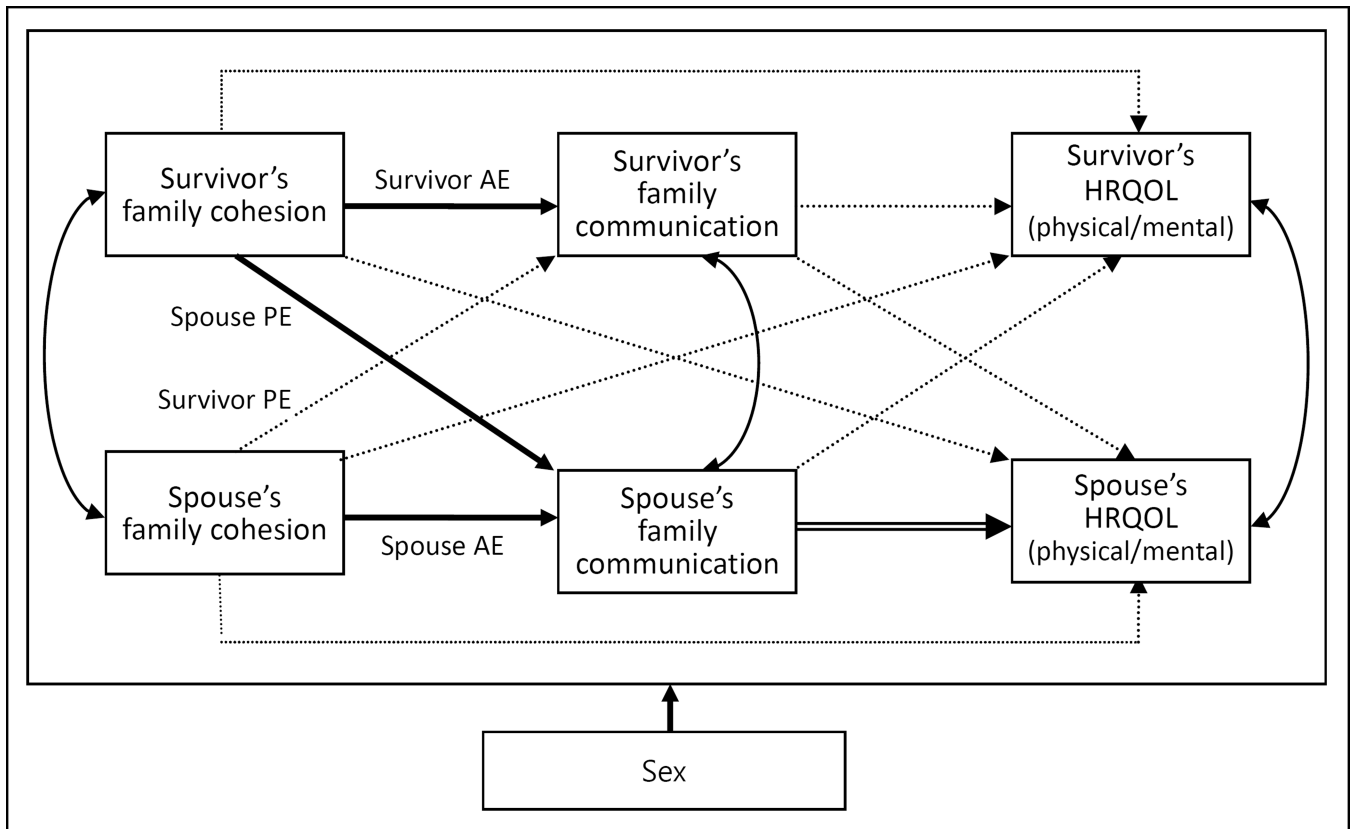 Survivor’s
family cohesion
Survivor AE
Survivor’s
family
communication
Survivor’s
HRQOL
(physical/mental)
Spouse PE
Survivor PE
Spouse’s
family cohesion
Spouse AE
Spouse’s
family
communication
Spouse’s
HRQOL
(physical/mental)
Sex